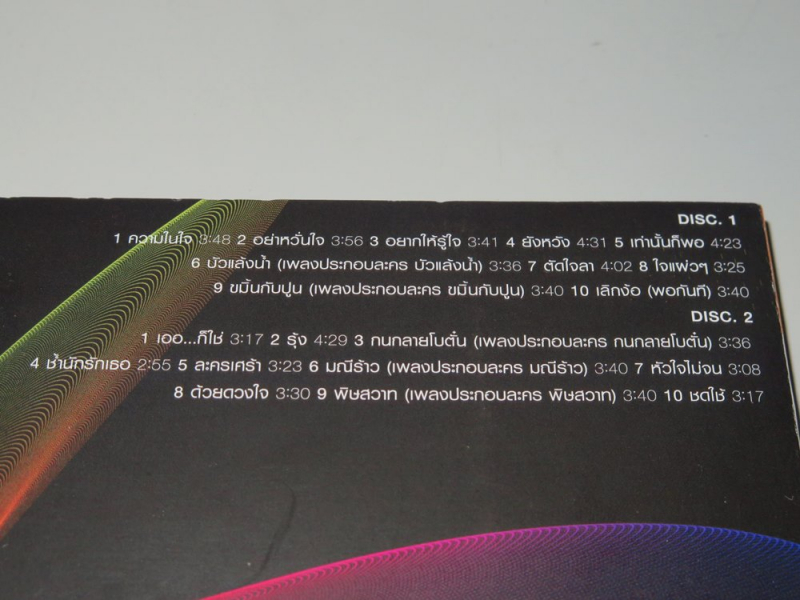 DISC. 1
1 ความในใจ 3:48 2 อย่าหวั่นใจ 3:56 3 อยากให้รู้ใจ 3:41 4 ยังหวัง 4:31 5 เท่านั้นก็พอ 4:23
6 บัวแล้งน้ำ (เพลงประกอบละคร บัวแล้งน้ำ) 3:36 7 ตัดใจลา 4:02 8 ใจแผ่วๆ 3:25
9 ขมิ้นกับปูน (เพลงประกอบละคร ขมิ้นกับปูน) 3:40 10 เลิกง้อ (พอกันที) 3:40
DISC. 2
1 เออ...ก็ใช่ 3:17 2 รุ้ง 4:29 3 ถนนกลายโบตั๋น (เพลงประกอบละคร กนกลายโบตั๋น) 3:36
4 ช้ำนักรักเธอ 2:55 5 ละครเศร้า 3:23 6 มณีร้าว (เพลงประกอบละคร มณีร้าว) 3:40 7 หัวใจไม่จน 3:08
8 ด้วยดวงใจ 3:30 9 พิษสวาท (เพลงประกอบละคร พิษสวาท) 3:40 10 ชดใช้ 3:17